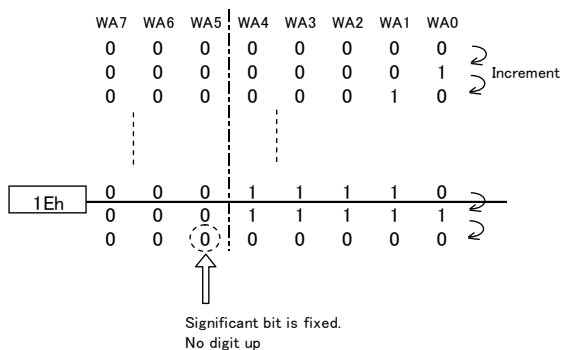 WA7 WA6 WA5 WA4 WA3 WA2 WA1 WA0
0 0 0 0 0 0 0 0
0 0 0 0 0 0 0 1
Increment
0 0 0 0 0 0 1 0
1Eh
0 0 0 1 1 1 1 0
0 0 0 1 1 1 1 1
0 0 0 0 0 0 0 0
Significant bit is fixed.
No digit up